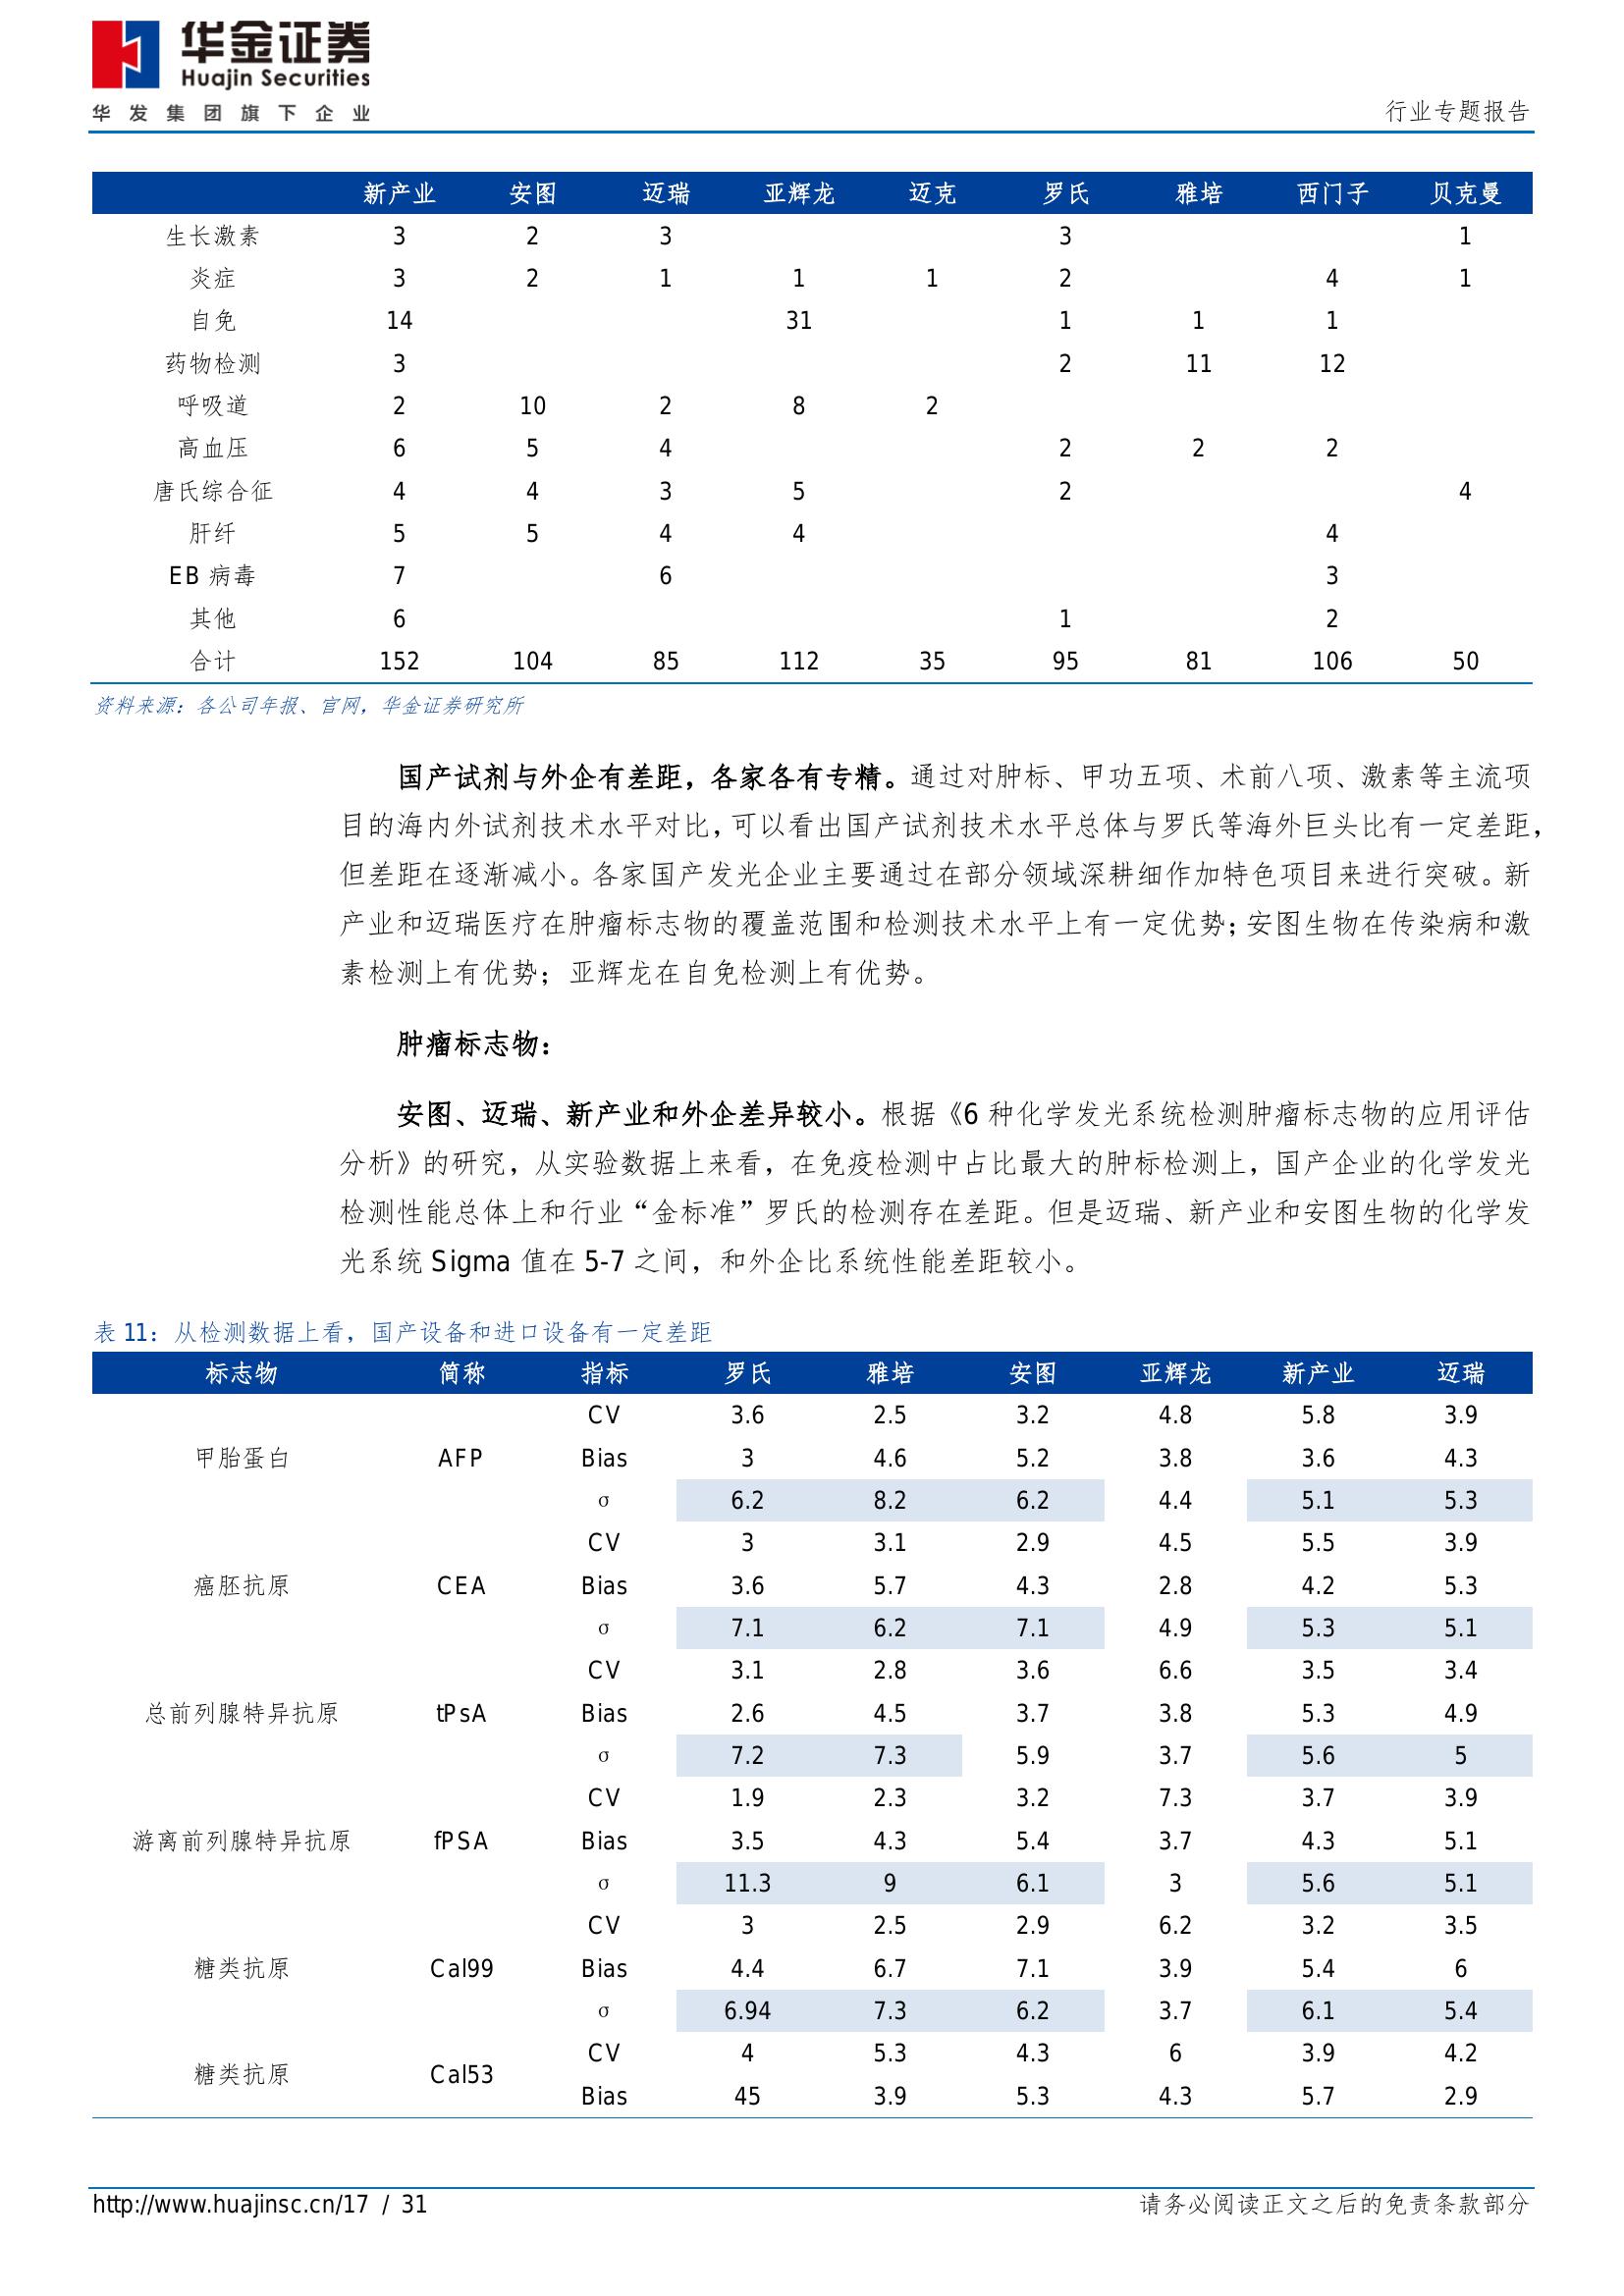 华金证券
Huajin Securities
华发集团旗下企业
行业专题报告
新产业 安图 迈瑞 亚辉龙 迈克 罗氏 雅培 西门子 贝克曼
生长激素 3 2 3 3 1
炎症 3 2 1 1 1 2 4 1
自免 14 31 1 1 1
药物检测 3 2 11 12
呼吸道 2 10 2 8 2
高血压 6 5 4 2 2 2
唐氏综合征 4 4 3 5 2 4
肝纤 5 5 4 4 4
EB 病毒 7 6 3
其他 6 1 2
合计 152 104 85 112 35 95 81 106 50
资料来源：各公司年报、官网，华金证券研究所
国产试剂与外企有差距，各家各有专精。通过对肿标、甲功五项、术前八项、激素等主流项
目的海内外试剂技术水平对比，可以看出国产试剂技术水平总体与罗氏等海外巨头比有一定差距，
但差距在逐渐减小。各家国产发光企业主要通过在部分领域深耕细作加特色项目来进行突破。新
产业和迈瑞医疗在肿瘤标志物的覆盖范围和检测技术水平上有一定优势；安图生物在传染病和激
素检测上有优势；亚辉龙在自免检测上有优势。
肿瘤标志物：
安图、迈瑞、新产业和外企差异较小。根据《6 种化学发光系统检测肿瘤标志物的应用评估
分析》的研究，从实验数据上来看，在免疫检测中占比最大的肿标检测上，国产企业的化学发光
检测性能总体上和行业“金标准”罗氏的检测存在差距。但是迈瑞、新产业和安图生物的化学发
光系统 Sigma 值在 5-7 之间，和外企比系统性能差距较小。
表 11：从检测数据上看，国产设备和进口设备有一定差距
标志物 简称 指标 罗氏 雅培 安图 亚辉龙 新产业 迈瑞
CV 3.6 2.5 3.2 4.8 5.8 3.9
甲胎蛋白 AFP Bias 3 4.6 5.2 3.8 3.6 4.3
σ 6.2 8.2 6.2 4.4 5.1 5.3
CV 3 3.1 2.9 4.5 5.5 3.9
癌胚抗原 CEA Bias 3.6 5.7 4.3 2.8 4.2 5.3
σ 7.1 6.2 7.1 4.9 5.3 5.1
CV 3.1 2.8 3.6 6.6 3.5 3.4
总前列腺特异抗原 tPsA Bias 2.6 4.5 3.7 3.8 5.3 4.9
σ 7.2 7.3 5.9 3.7 5.6 5
CV 1.9 2.3 3.2 7.3 3.7 3.9
游离前列腺特异抗原 fPSA Bias 3.5 4.3 5.4 3.7 4.3 5.1
σ 11.3 9 6.1 3 5.6 5.1
CV 3 2.5 2.9 6.2 3.2 3.5
糖类抗原 Cal99 Bias 4.4 6.7 7.1 3.9 5.4 6
σ 6.94 7.3 6.2 3.7 6.1 5.4
CV 4 5.3 4.3 6 3.9 4.2
糖类抗原 Cal53
Bias 45 3.9 5.3 4.3 5.7 2.9
http://www.huajinsc.cn/17 / 31
请务必阅读正文之后的免责条款部分